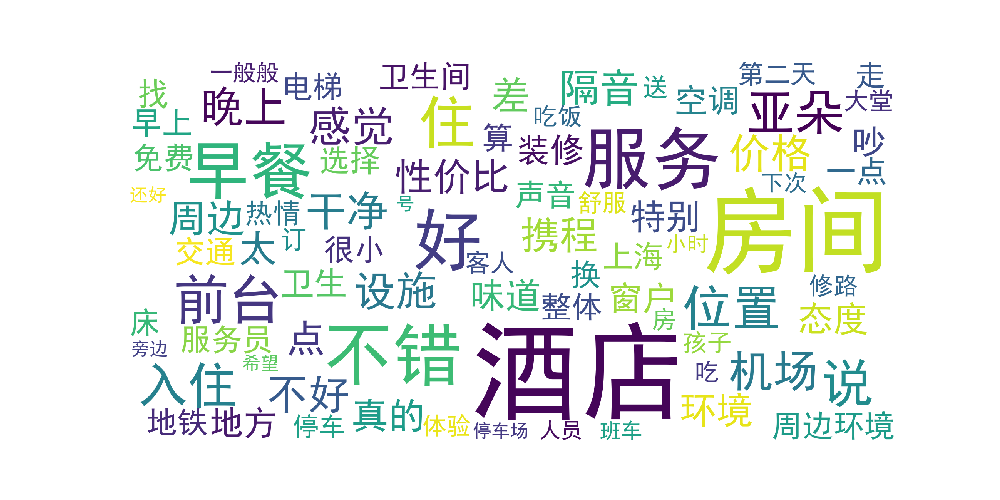 一般般 电梯 卫生间 差 隔音 送 第二天 走
找 晚上 感觉 住 吃饭 空调 亚朵 大堂
早上 算 装修 服务 价格 吵
免费 早餐 选择 性价比 下次 一点
还好 周边 热情 干净 号 声音 舒服 特别 房间
交通 太 订 很小 好 客人 携程 上海 小时
前台 卫生 设施 味道 换 整体 窗户 位置 修路
床 服务员 点 不错 酒店 房 孩子 态度
旁边 希望 入住 不好 吃 机场 说
地铁 地方 停车 真的 体验 停车场 人员 班车 环境 周边环境